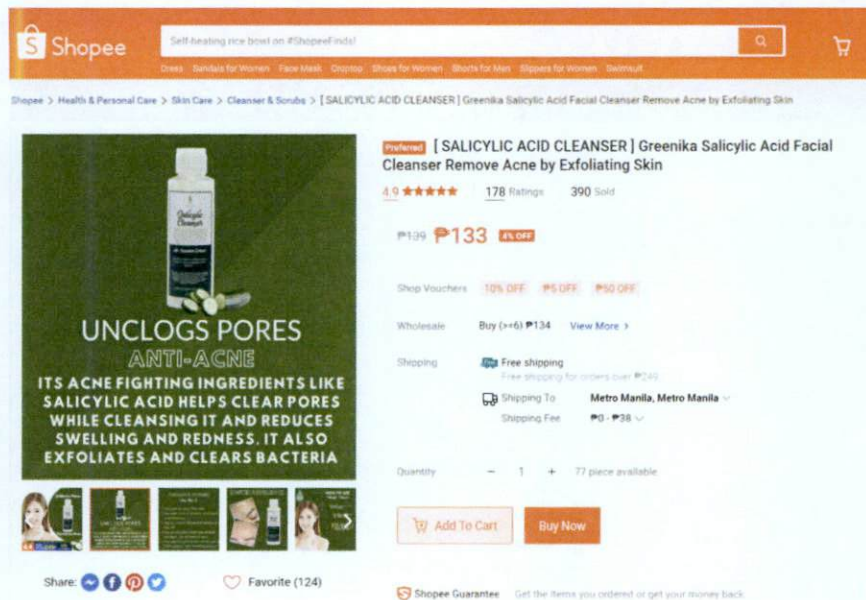 Shopee
Self-heating rice bowl on #ShopeeFinds!
Dress Sandals for Women Face Mask Croptop Shoes for Women Shorts for Men Slippers for Women Swimsuit
Shopee > Health & Personal Care > Skin Care > Cleanser & Scrubs > [ SALICYLIC ACID CLEANSER ] Greenika Salicylic Acid Facial Cleanser Remove Acne by Exfoliating Skin
Preferred [ SALICYLIC ACID CLEANSER ] Greenika Salicylic Acid Facial
Cleanser Remove Acne by Exfoliating Skin
4.9 178 Ratings 390 Sold
₱139 ₱133 4% OFF
Shop Vouchers 10% OFF ₱5 OFF ₱50 OFF
Wholesale Buy (>=6) ₱134 View More >
Shipping Free shipping
Free shipping for orders over ₱249
Shipping To Metro Manila, Metro Manila
Shipping Fee ₱0 - ₱38
Quantity - 1 + 77 piece available
Add To Cart Buy Now
Shopee Guarantee Get the items you ordered or get your money back
Salicylic
Cleanser
UNCLOGS PORES
ANTI-ACNE
ITS ACNE FIGHTING INGREDIENTS LIKE
SALICYLIC ACID HELPS CLEAR PORES
WHILE CLEANSING IT AND REDUCES
SWELLING AND REDNESS. IT ALSO
EXFOLIATES AND CLEARS BACTERIA
Share: Favorite (124)